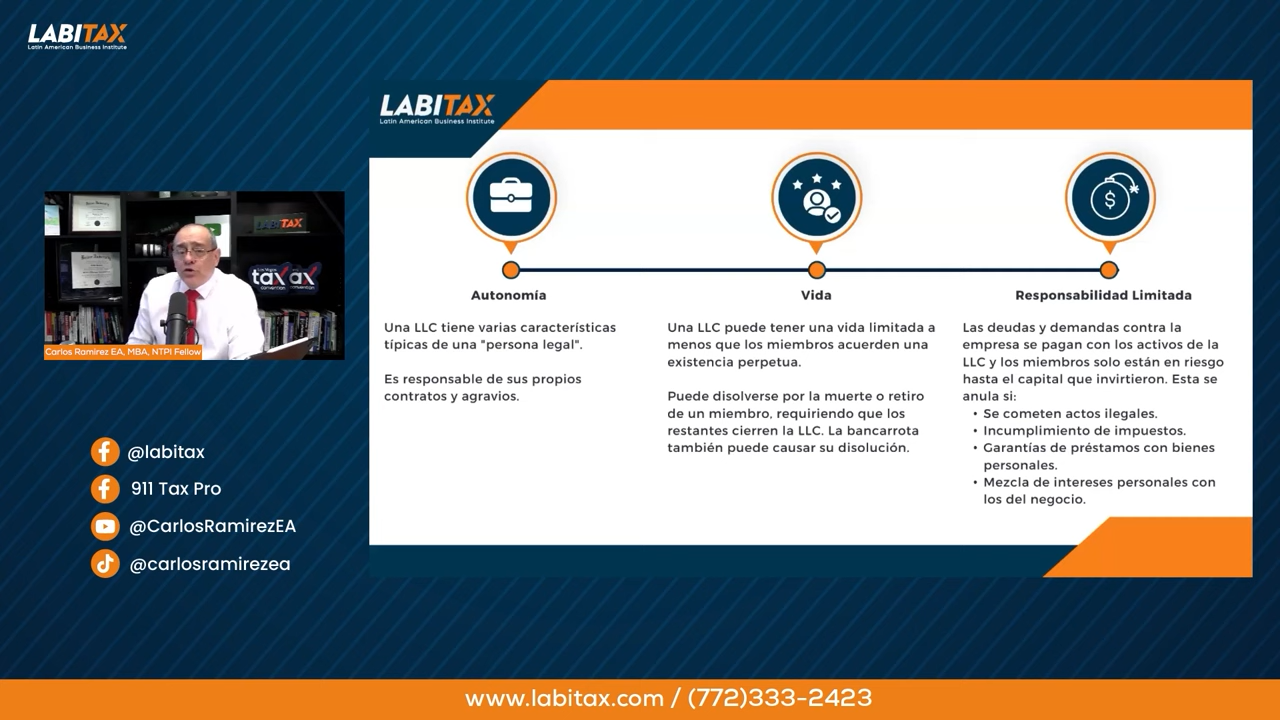 LABITAX
Latin American Business Institute
LABITAX
Latin American Business Institute
Autonomía
Una LLC tiene varias características
típicas de una "persona legal".
Es responsable de sus propios
contratos y agravios.
Vida
Una LLC puede tener una vida limitada a
menos que los miembros acuerden una
existencia perpetua.
Puede disolverse por la muerte o retiro
de un miembro, requiriendo que los
restantes cierren la LLC. La bancarrota
también puede causar su disolución.
Responsabilidad Limitada
Las deudas y demandas contra la
empresa se pagan con los activos de la
LLC y los miembros solo están en riesgo
hasta el capital que invirtieron. Esta se
anula si:
• Se cometen actos ilegales.
• Incumplimiento de impuestos.
• Garantías de préstamos con bienes
personales.
• Mezcla de intereses personales con
los del negocio.
LABITAX
tax
convention
Carlos Ramirez EA, MBA, NTPI Fellow
@labitax
911 Tax Pro
@CarlosRamirezEA
@carlosramirezea
www.labitax.com / (772)333-2423